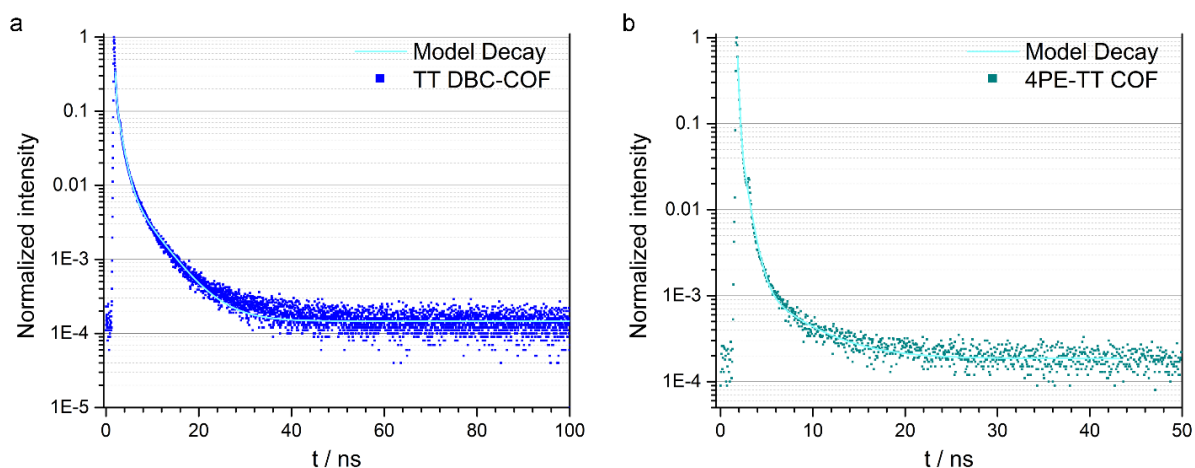 a
Model Decay
TT DBC-COF
Normalized intensity
1
0.1
0.01
1E-3
1E-4
1E-5
0 20 40 60 80 100
t / ns
b
Model Decay
4PE-TT COF
Normalized intensity
1
0.1
0.01
1E-3
1E-4
0 10 20 30 40 50
t / ns